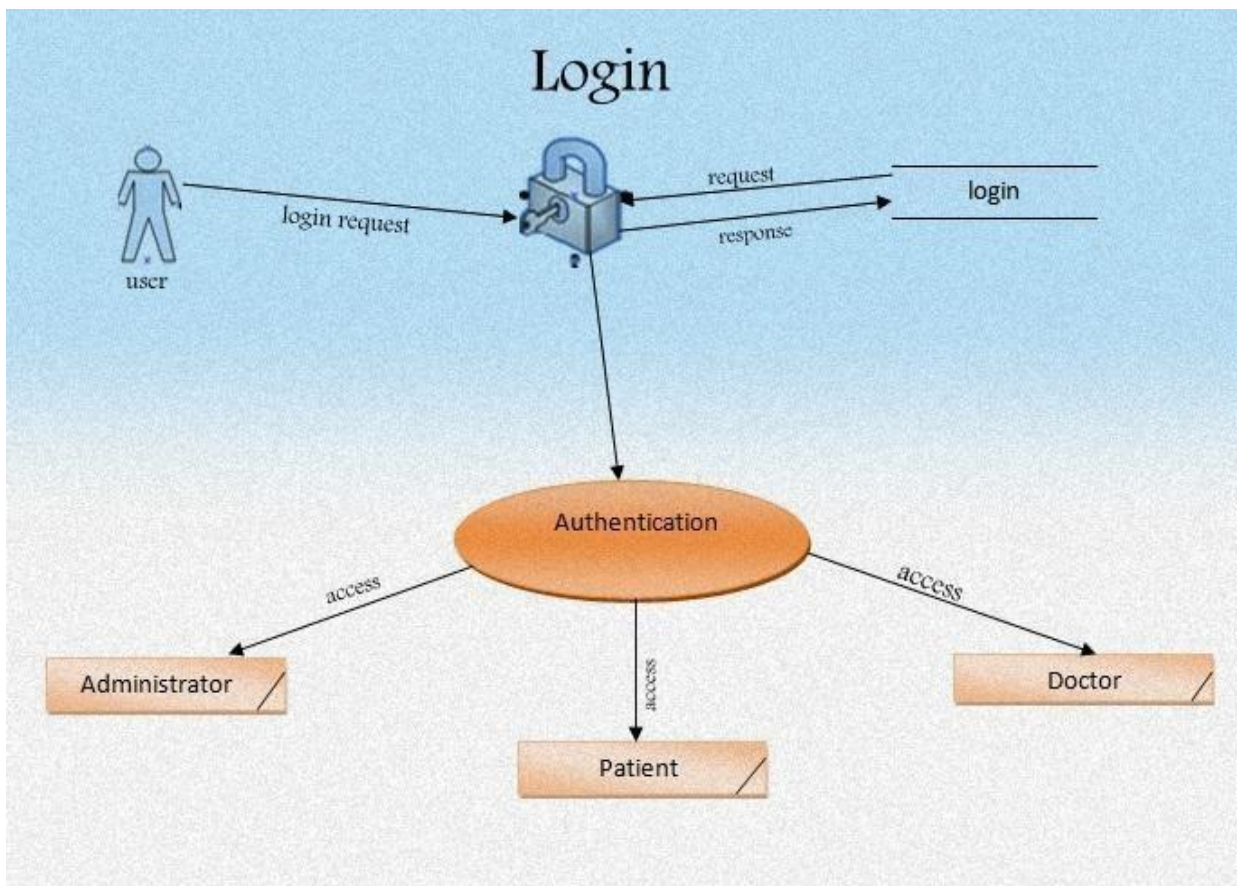 Login
request
login
login request
response
user
Authentication
access
access
access
Administrator
Doctor
Patient